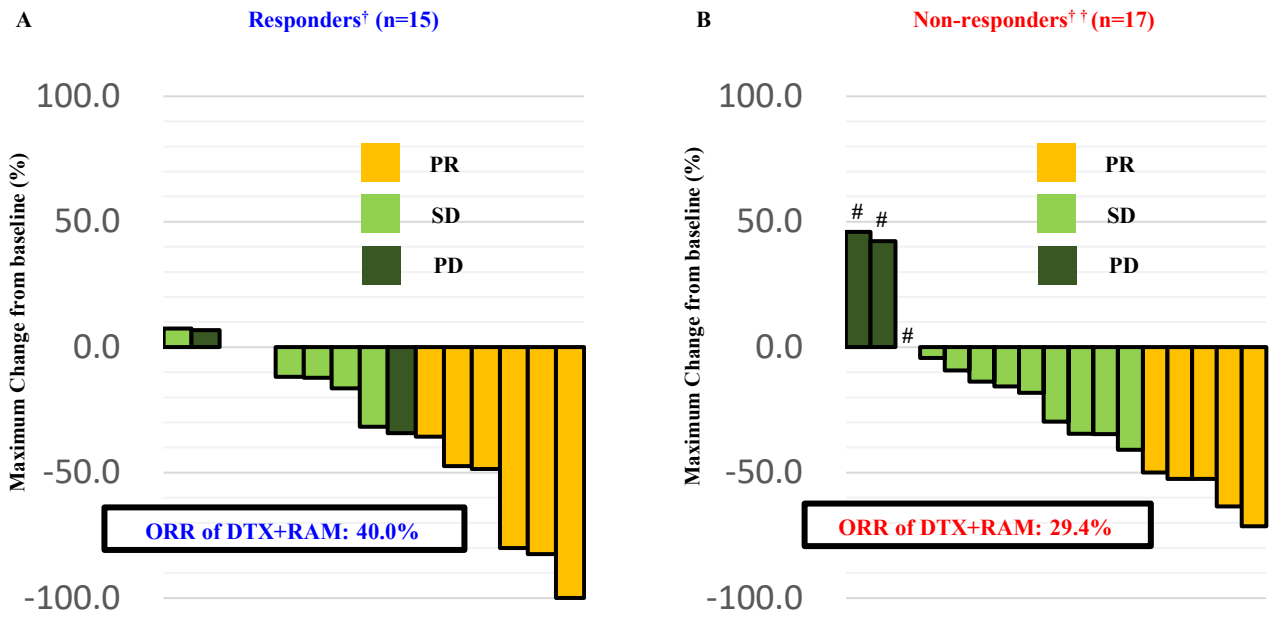 A
Responders† (n=15)
100.0
50.0
0.0
-50.0
-100.0
Maximum Change from baseline (%)
PR
SD
PD
ORR of DTX+RAM: 40.0%
B
Non-responders†† (n=17)
100.0
50.0
0.0
-50.0
-100.0
Maximum Change from baseline (%)
PR
SD
PD
# # #
ORR of DTX+RAM: 29.4%